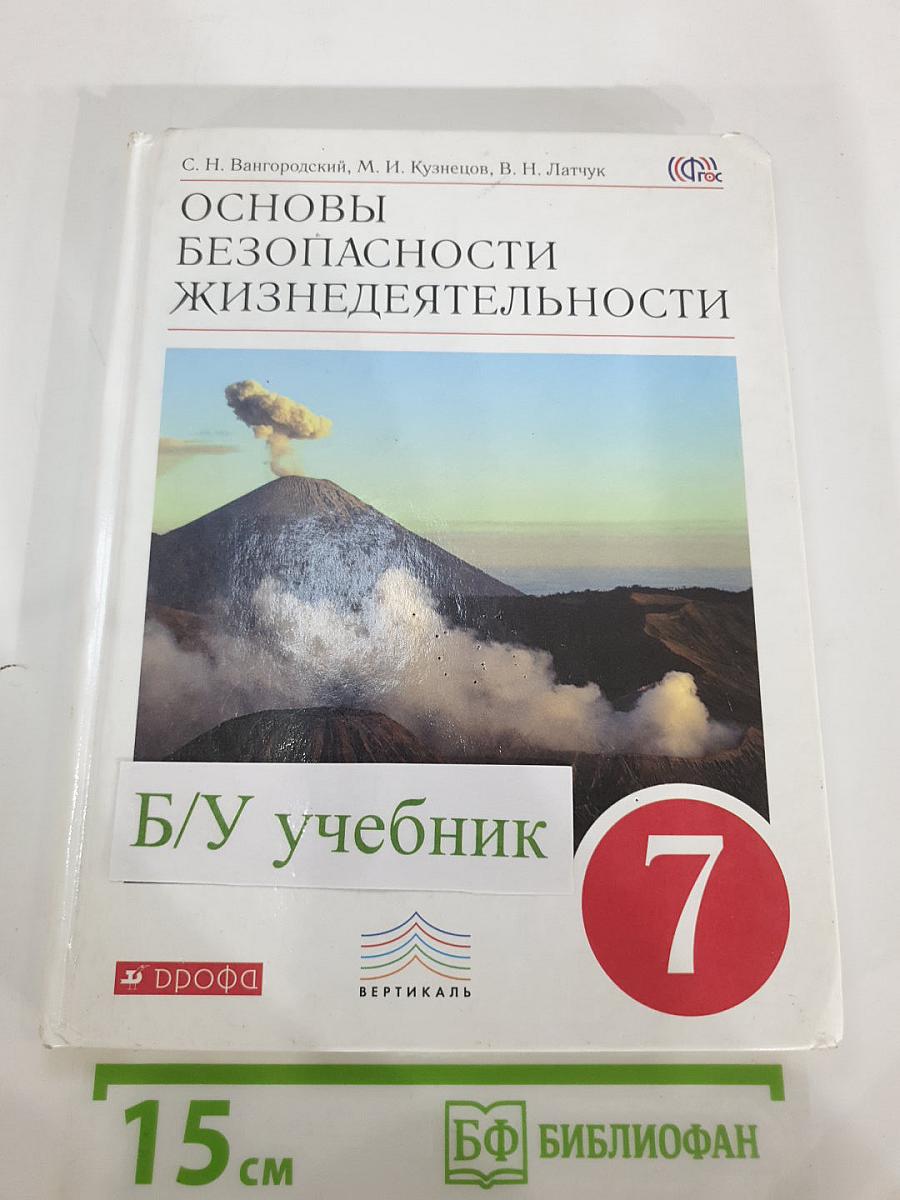 С. Н. Вангородский, М. И. Кузнецов, В. Н. Латчук
ФГОС
ОСНОВЫ
БЕЗОПАСНОСТИ
ЖИЗНЕДЕЯТЕЛЬНОСТИ
Б/У учебник
7
ДРОФА
ВЕРТИКАЛЬ
15 см
БФ БИБЛИОФАН